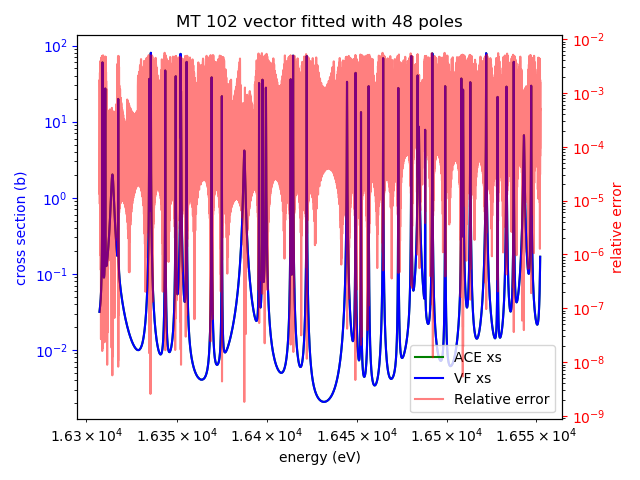 MT 102 vector fitted with 48 poles
cross section (b)
10²
10¹
10⁰
10⁻¹
10⁻²
10⁻²
10⁻³
10⁻⁴
10⁻⁵
10⁻⁶
10⁻⁷
10⁻⁸
10⁻⁹
relative error
ACE xs
VF xs
Relative error
1.63 × 10⁴ 1.635 × 10⁴ 1.64 × 10⁴ 1.645 × 10⁴ 1.65 × 10⁴ 1.655 × 10⁴
energy (eV)